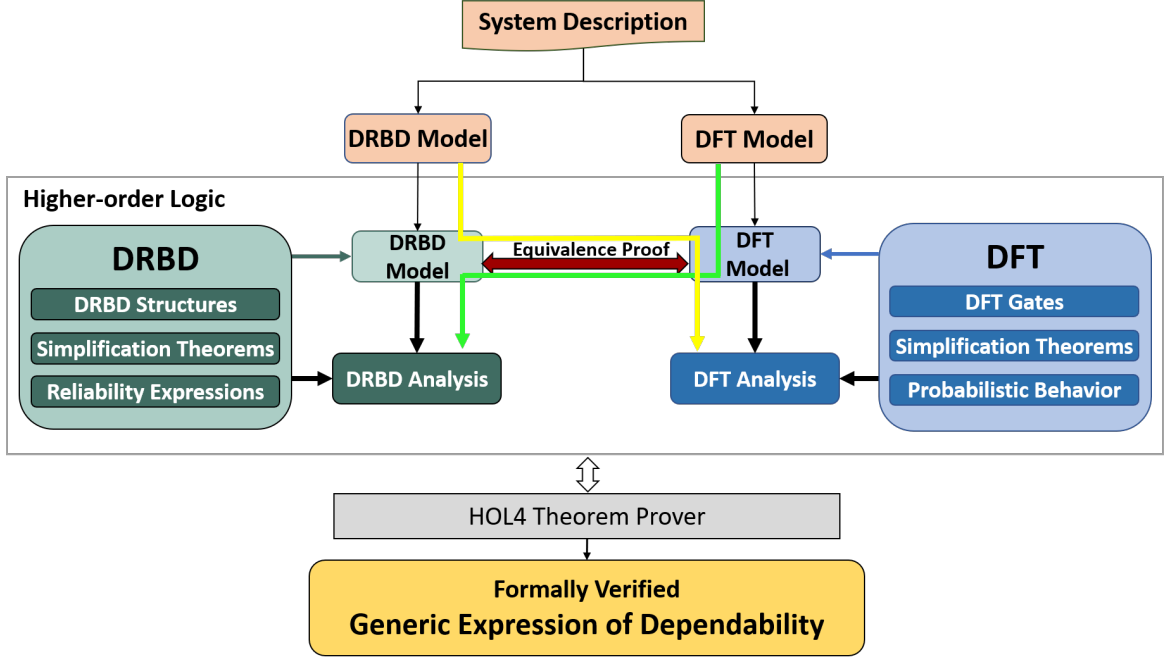 System Description
DRBD Model
DFT Model
Higher-order Logic
DRBD
DRBD Structures
Simplification Theorems
Reliability Expressions
DRBD
Model
Equivalence Proof
DFT
Model
DFT
DFT Gates
Simplification Theorems
Probabilistic Behavior
DRBD Analysis
DFT Analysis
HOL4 Theorem Prover
Formally Verified
Generic Expression of Dependability